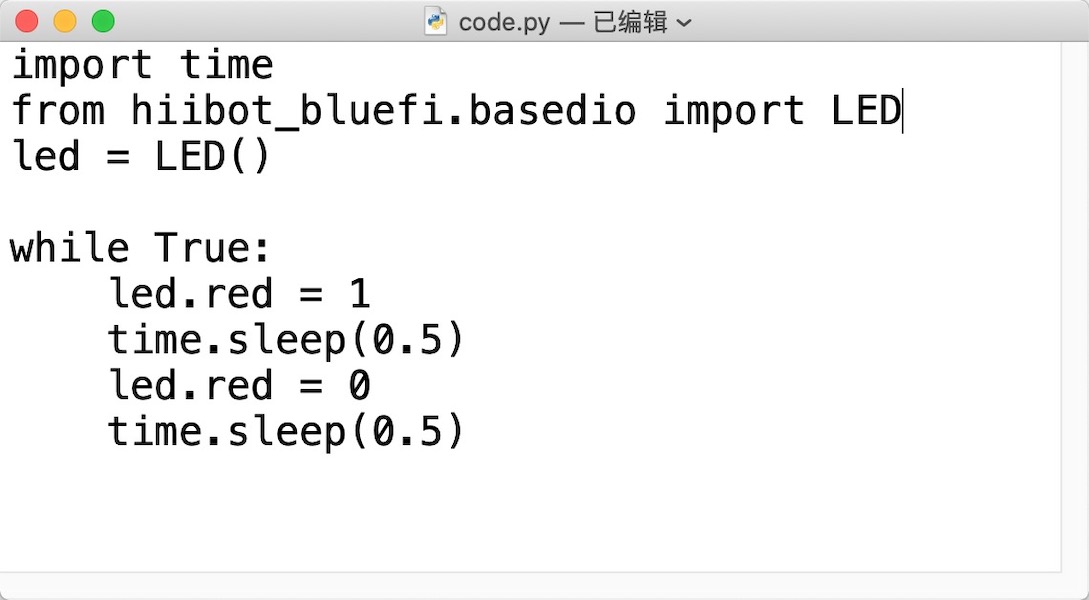 code.py — 已编辑
import time
from hiibot_bluefi.basedio import LED
led = LED()
while True:
    led.red = 1
    time.sleep(0.5)
    led.red = 0
    time.sleep(0.5)